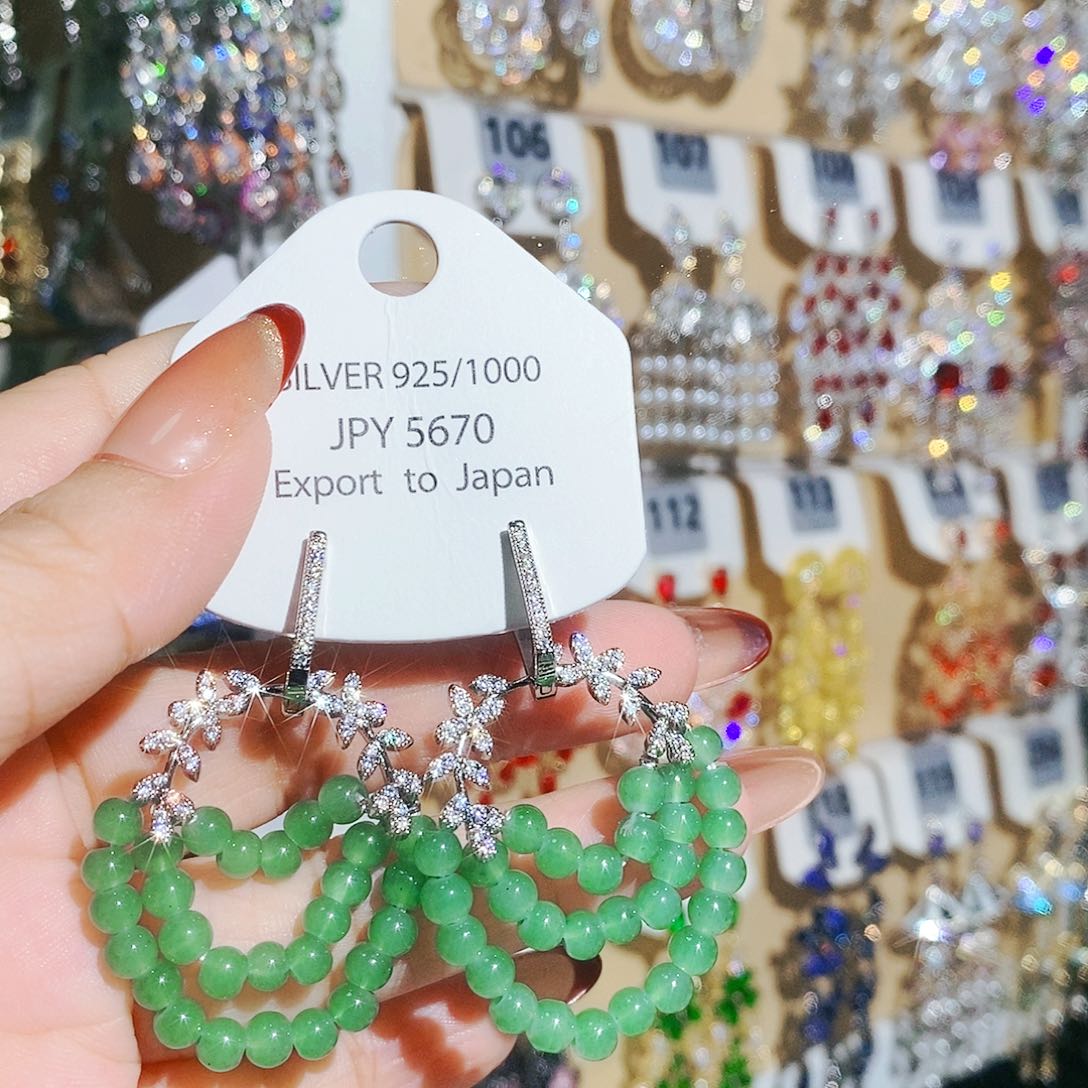 SILVER 925/1000
JPY 5670
Export to Japan
106
107
112
113